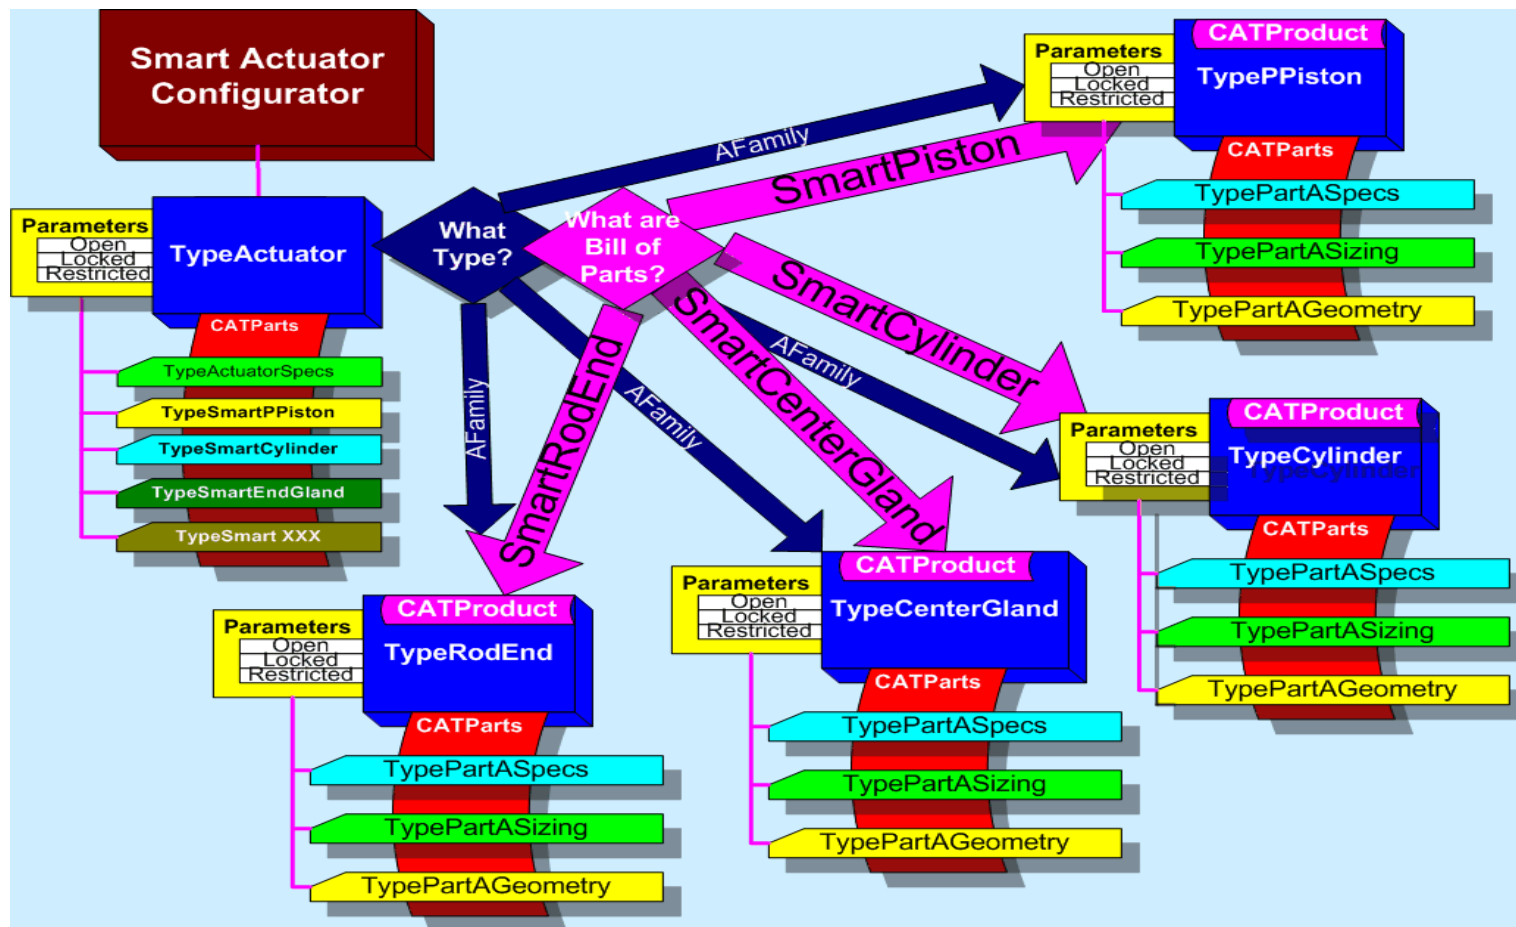 Smart Actuator
Configurator
Parameters
Open
Locked
Restricted
TypeActuator
CATParts
TypeActuatorSpecs
TypeSmartPPiston
TypeSmartCylinder
TypeSmartEndGland
TypeSmart XXX
What
Type?
What are
Bill of
Parts?
AFamily
SmartPiston
SmartCylinder
AFamily
SmartCenterGland
AFamily
SmartRodEnd
AFamily
Parameters
Open
Locked
Restricted
CATProduct
TypePPiston
CATParts
TypePartASpecs
TypePartASizing
TypePartAGeometry
Parameters
Open
Locked
Restricted
CATProduct
TypeCylinder
TypeCylinder
CATParts
TypePartASpecs
TypePartASizing
TypePartAGeometry
Parameters
Open
Locked
Restricted
CATProduct
TypeCenterGland
CATParts
TypePartASpecs
TypePartASizing
TypePartAGeometry
Parameters
Open
Locked
Restricted
CATProduct
TypeRodEnd
CATParts
TypePartASpecs
TypePartASizing
TypePartAGeometry